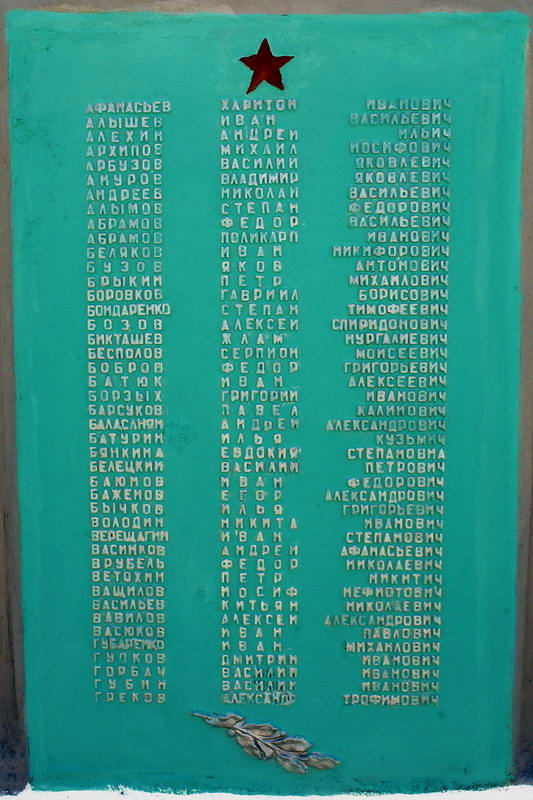 АФАНАСЬЕВ ХАРИТОН ИВАНОВИЧ
АЛЫШЕВ ИВАН ВАСИЛЬЕВИЧ
АЛЕХИН АНДРЕЙ ИЛЬИЧ
АРХИПОВ МИХАИЛ ИОСИФОВИЧ
АРБУЗОВ ВАСИЛИЙ ЯКОВЛЕВИЧ
АНУРОВ ВЛАДИМИР ЯКОВЛЕВИЧ
АНДРЕЕВ НИКОЛАЙ ВАСИЛЬЕВИЧ
АЛЫМОВ СТЕПАН ФЕДОРОВИЧ
АБРАМОВ ФЕДОР ВАСИЛЬЕВИЧ
АБРАМОВ ПОЛИКАРП ИВАНОВИЧ
БЕЛЯКОВ ИВАН НИКИФОРОВИЧ
БУЗОВ ЯКОВ АНТОНОВИЧ
БРЫКИН ПЕТР МИХАИЛОВИЧ
БОРОВКОВ ГАВРИИЛ БОРИСОВИЧ
БОНДАРЕНКО СТЕПАН ТИМОФЕЕВИЧ
БОЗОВ АЛЕКСЕЙ СПИРИДОНОВИЧ
БИКТАШЕВ ЖЛАМ НУРГАЛИЕВИЧ
БЕСПОЛОВ СЕРПИОН МОИСЕЕВИЧ
БОБРОВ ФЕДОР ГРИГОРЬЕВИЧ
БАТЮК ИВАН АЛЕКСЕЕВИЧ
БОРЗЫХ ГРИГОРИЙ ИВАНОВИЧ
БАРСУКОВ ПАВЕЛ КАЛИНОВИЧ
БАЛАСАНЯН АНДРЕЙ АЛЕКСАНДРОВИЧ
БАТУРИН ИЛЬЯ КУЗЬМИЧ
БЯНКИНА ЕВДОКИЯ СТЕПАНОВНА
БЕЛЕЦКИЙ ВАСИЛИЙ ПЕТРОВИЧ
БАЮНОВ ИВАН ФЕДОРОВИЧ
БАЖЕНОВ ЕГОР АЛЕКСАНДРОВИЧ
БЫЧКОВ ИЛЬЯ ГРИГОРЬЕВИЧ
ВОЛОДИН НИКИТА ИВАНОВИЧ
ВЕРЕЩАГИН ИВАН СТЕПАНОВИЧ
ВАСИНКОВ АНДРЕЙ АФАНАСЬЕВИЧ
ВРУБЕЛЬ ФЕДОР НИКОЛАЕВИЧ
ВЕТОХИН ПЕТР НИКИТИЧ
ВАЩИЛОВ ИОСИФ НЕФИОТОВИЧ
ВАСИЛЬЕВ КИТЬЯН НИКОЛАЕВИЧ
ВАВИЛОВ АЛЕКСЕЙ АЛЕКСАНДРОВИЧ
ВАСЮКОВ ИВАН ПАВЛОВИЧ
ГУБАРЕНКО ИВАН МИХАИЛОВИЧ
ГУЛКОВ ДМИТРИЙ ИВАНОВИЧ
ГОРБАЧ ВАСИЛИЙ ИВАНОВИЧ
ГУБИН ВАСИЛИЙ ИВАНОВИЧ
ГРЕКОВ АЛЕКСАНДР ТРОФИМОВИЧ